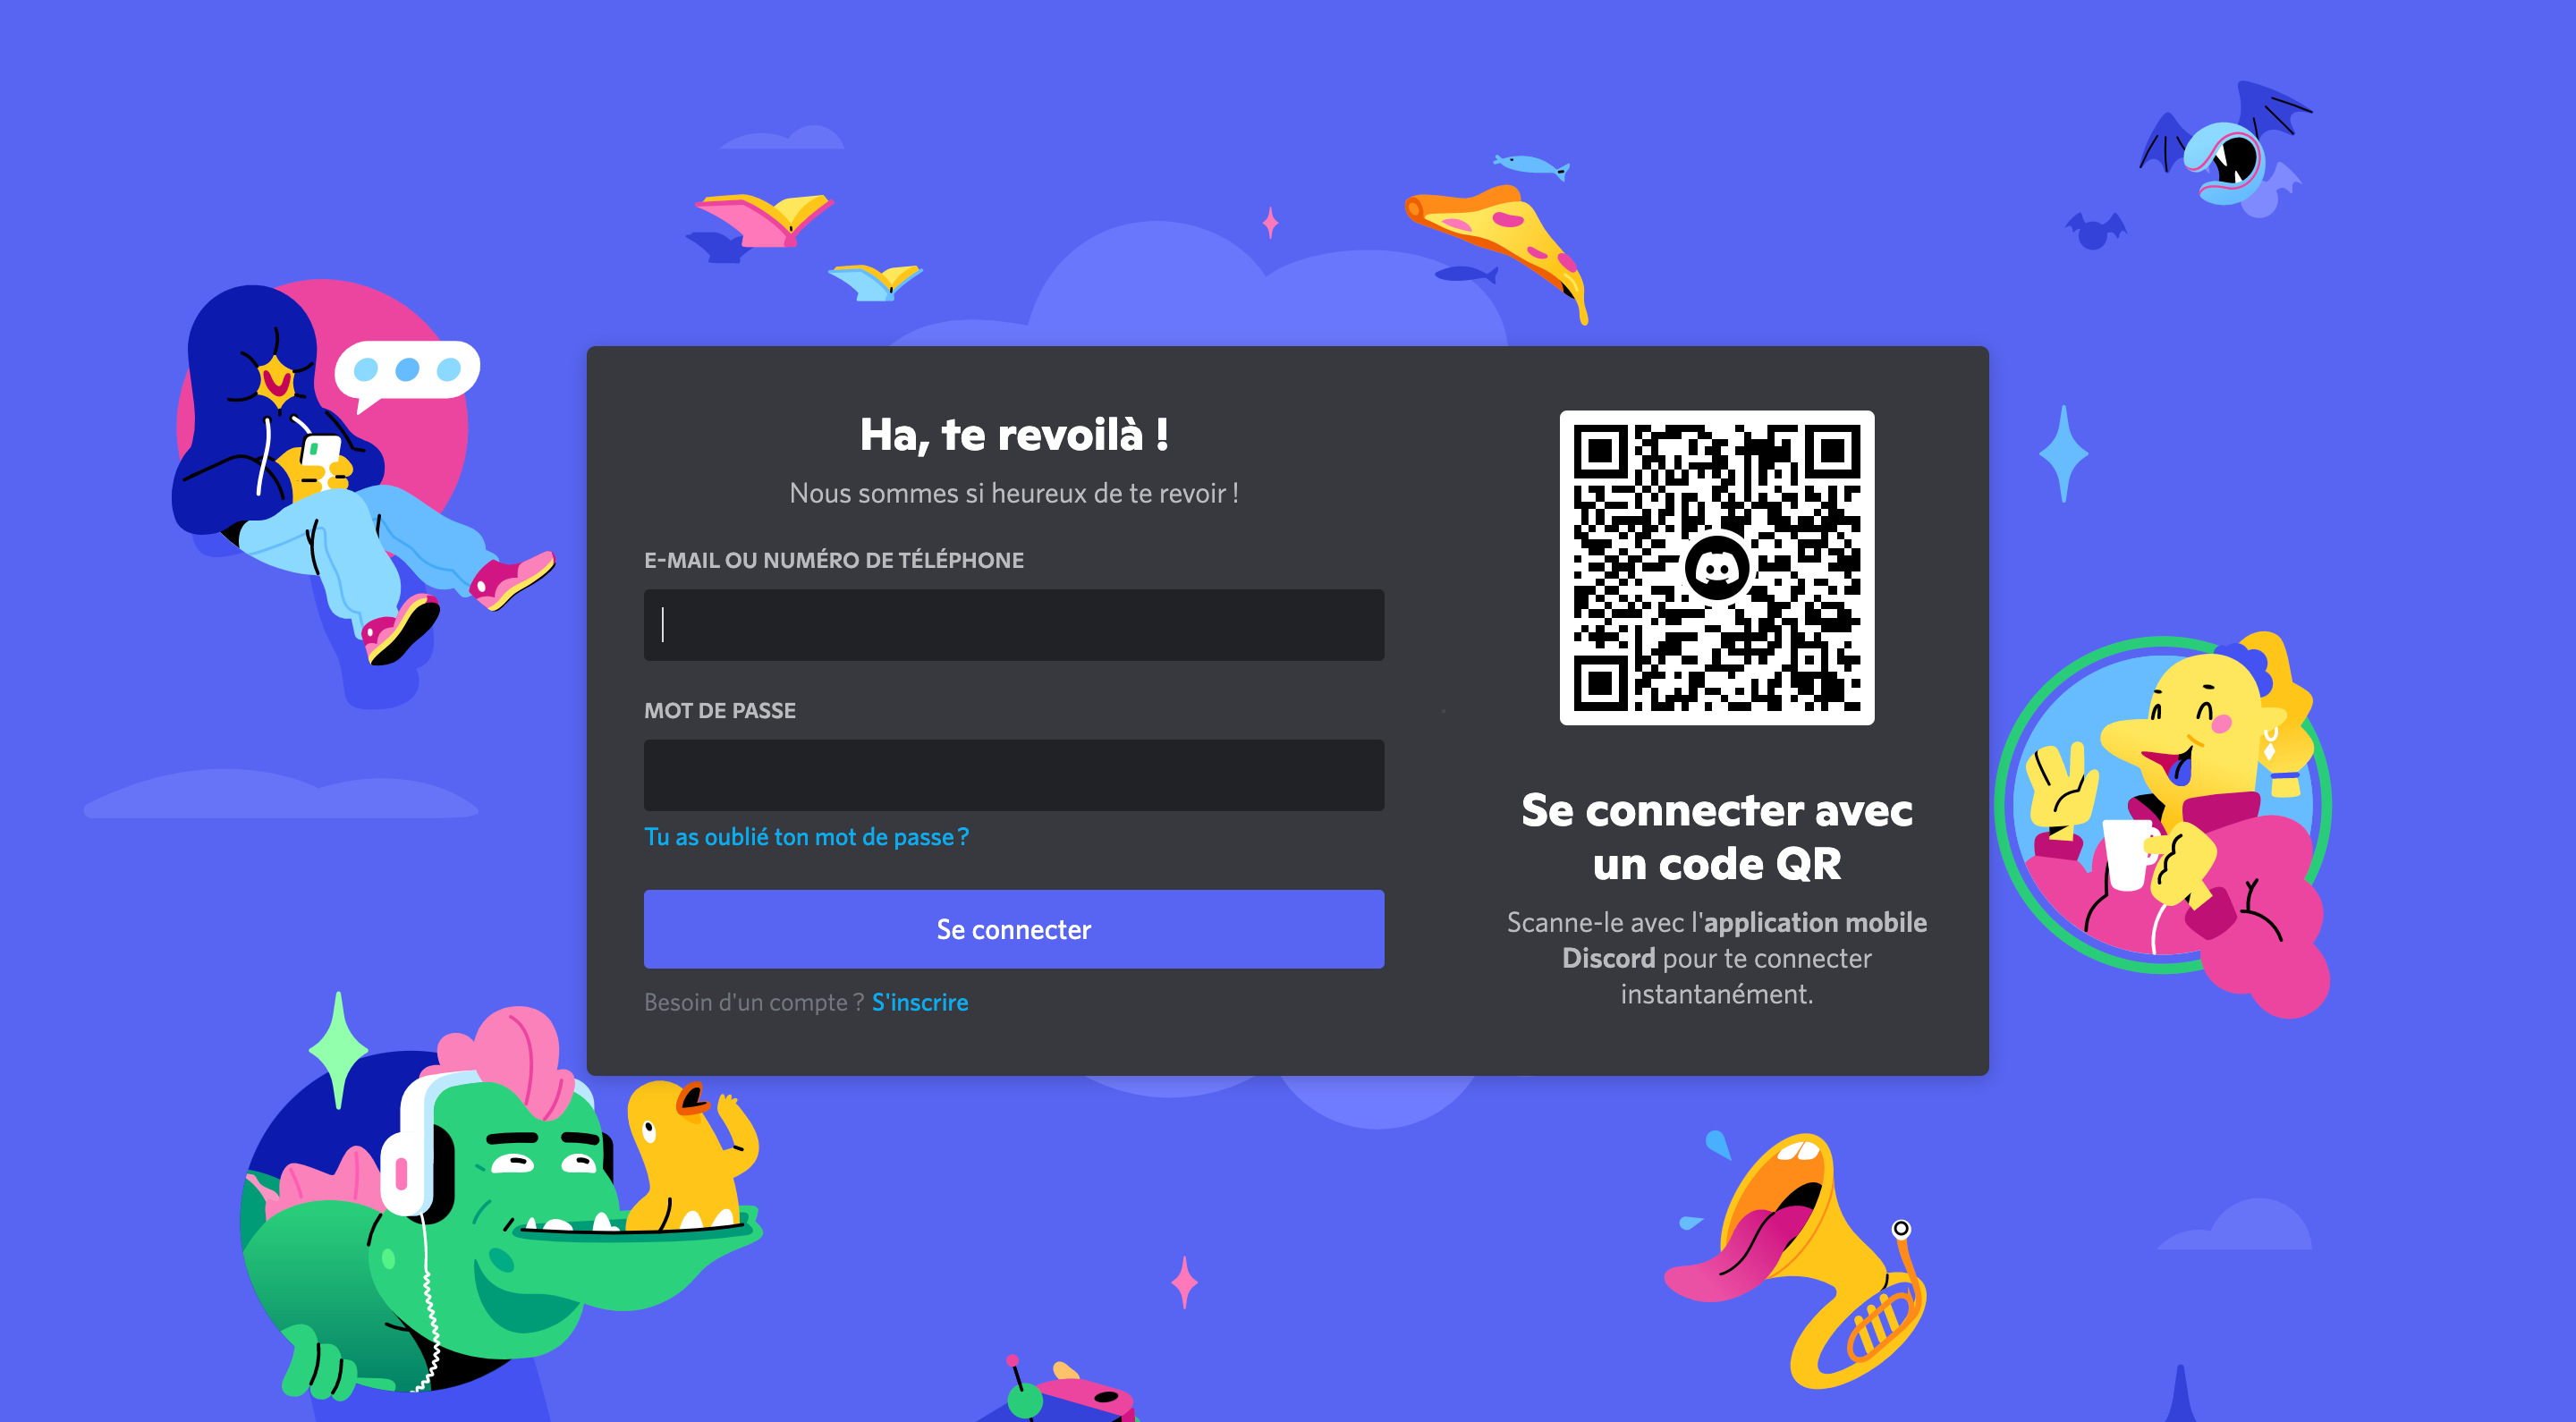 Ha, te revoilà !
Nous sommes si heureux de te revoir !
E-MAIL OU NUMÉRO DE TÉLÉPHONE
MOT DE PASSE
Tu as oublié ton mot de passe ?
Se connecter
Besoin d'un compte ? S'inscrire
Se connecter avec
un code QR
Scanne-le avec l'application mobile
Discord pour te connecter
instantanément.